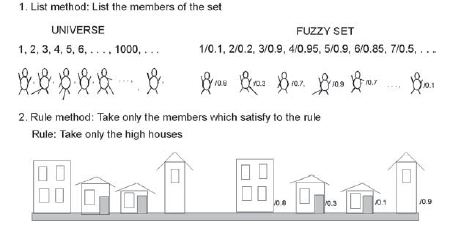 1. List method: List the members of the set
UNIVERSE
FUZZY SET
1, 2, 3, 4, 5, 6, . . . , 1000, . . .
1/0.1, 2/0.2, 3/0.9, 4/0.95, 5/0.9, 6/0.85, 7/0.5, . . .
/0.3 /0.7, /0.9 /0.7 .... /0.1
2. Rule method: Take only the members which satisfy to the rule
Rule: Take only the high houses
/0.8 /0.3 /0.1 /0.9